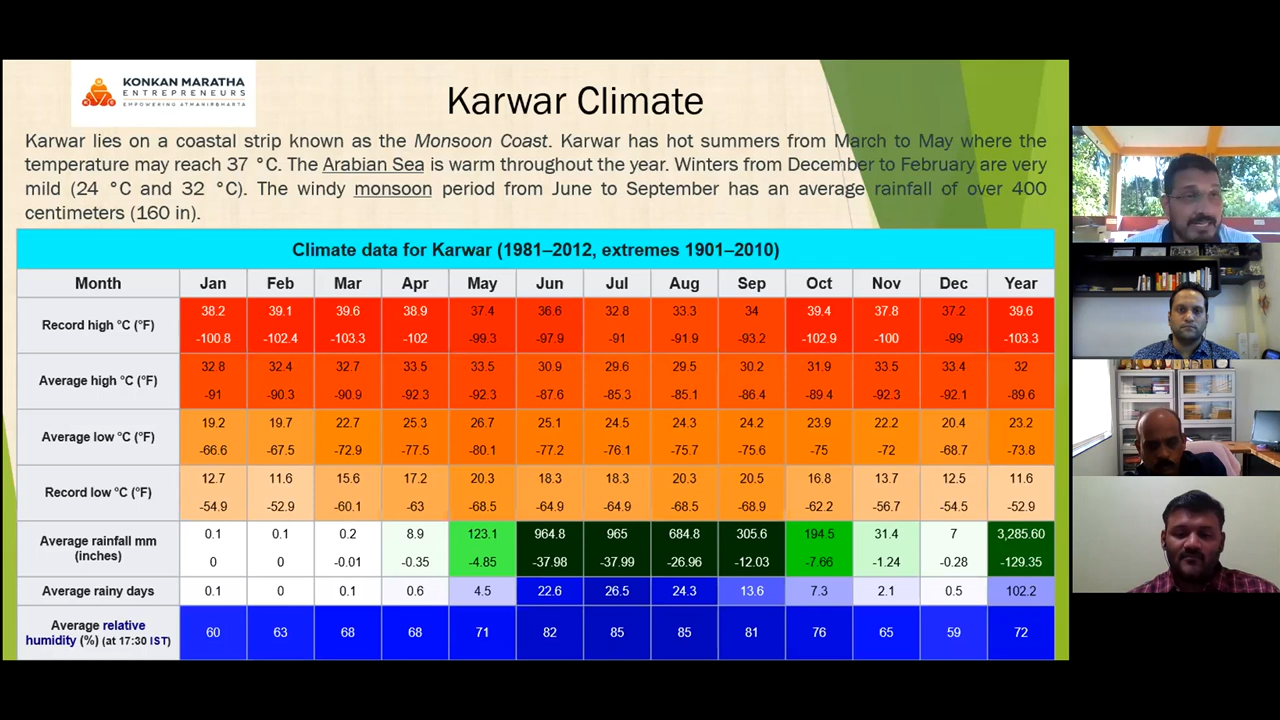 KONKAN MARATHA
ENTREPRENEURS
EMPOWERING ATMANIRBHARTA
Karwar Climate
Karwar lies on a coastal strip known as the Monsoon Coast. Karwar has hot summers from March to May where the
temperature may reach 37 °C. The Arabian Sea is warm throughout the year. Winters from December to February are very
mild (24 °C and 32 °C). The windy monsoon period from June to September has an average rainfall of over 400
centimeters (160 in).
Climate data for Karwar (1981–2012, extremes 1901–2010)
Month Jan Feb Mar Apr May Jun Jul Aug Sep Oct Nov Dec Year
Record high °C (°F) 38.2 39.1 39.6 38.9 37.4 36.6 32.8 33.3 34 39.4 37.8 37.2 39.6
-100.8 -102.4 -103.3 -102 -99.3 -97.9 -91 -91.9 -93.2 -102.9 -100 -99 -103.3
Average high °C (°F) 32.8 32.4 32.7 33.5 33.5 30.9 29.6 29.5 30.2 31.9 33.5 33.4 32
-91 -90.3 -90.9 -92.3 -92.3 -87.6 -85.3 -85.1 -86.4 -89.4 -92.3 -92.1 -89.6
Average low °C (°F) 19.2 19.7 22.7 25.3 26.7 25.1 24.5 24.3 24.2 23.9 22.2 20.4 23.2
-66.6 -67.5 -72.9 -77.5 -80.1 -77.2 -76.1 -75.7 -75.6 -75 -72 -68.7 -73.8
Record low °C (°F) 12.7 11.6 15.6 17.2 20.3 18.3 18.3 20.3 20.5 16.8 13.7 12.5 11.6
-54.9 -52.9 -60.1 -63 -68.5 -64.9 -64.9 -68.5 -68.9 -62.2 -56.7 -54.5 -52.9
Average rainfall mm (inches) 0.1 0.1 0.2 8.9 123.1 964.8 965 684.8 305.6 194.5 31.4 7 3,285.60
0 0 -0.01 -0.35 -4.85 -37.98 -37.99 -26.96 -12.03 -7.66 -1.24 -0.28 -129.35
Average rainy days 0.1 0 0.1 0.6 4.5 22.6 26.5 24.3 13.6 7.3 2.1 0.5 102.2
Average relative humidity (%) (at 17:30 IST) 60 63 68 68 71 82 85 85 81 76 65 59 72